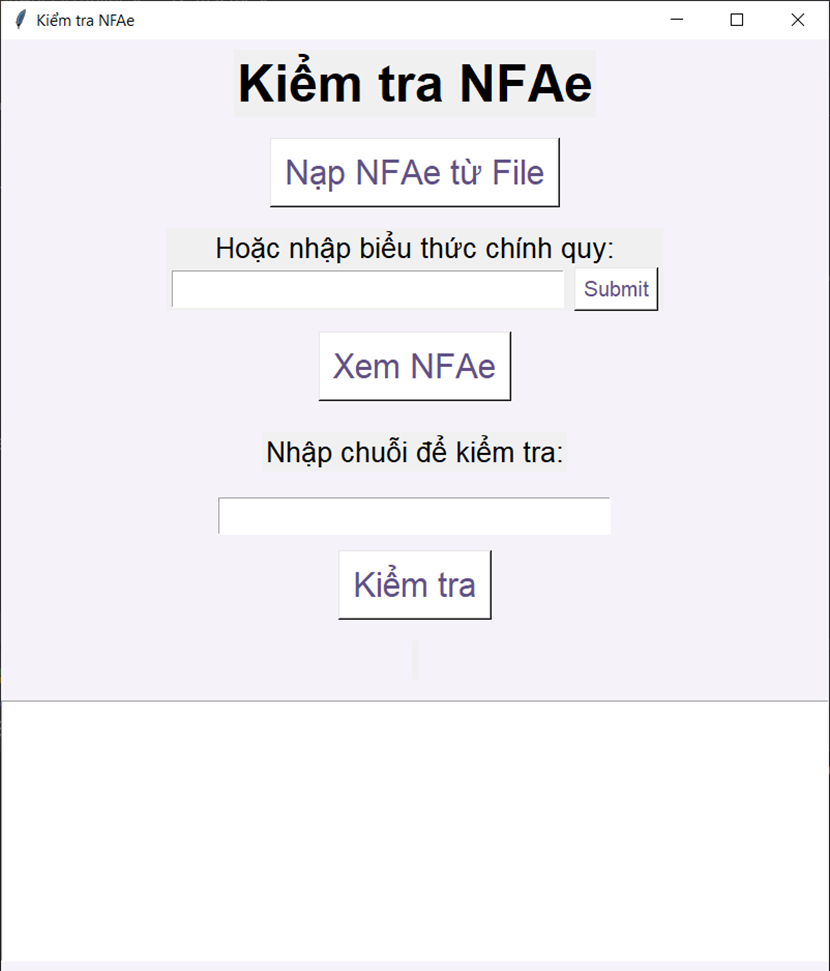 Kiểm tra NFAe
Kiểm tra NFAe
Nạp NFAe từ File
Hoặc nhập biểu thức chính quy:
Submit
Xem NFAe
Nhập chuỗi để kiểm tra:
Kiểm tra